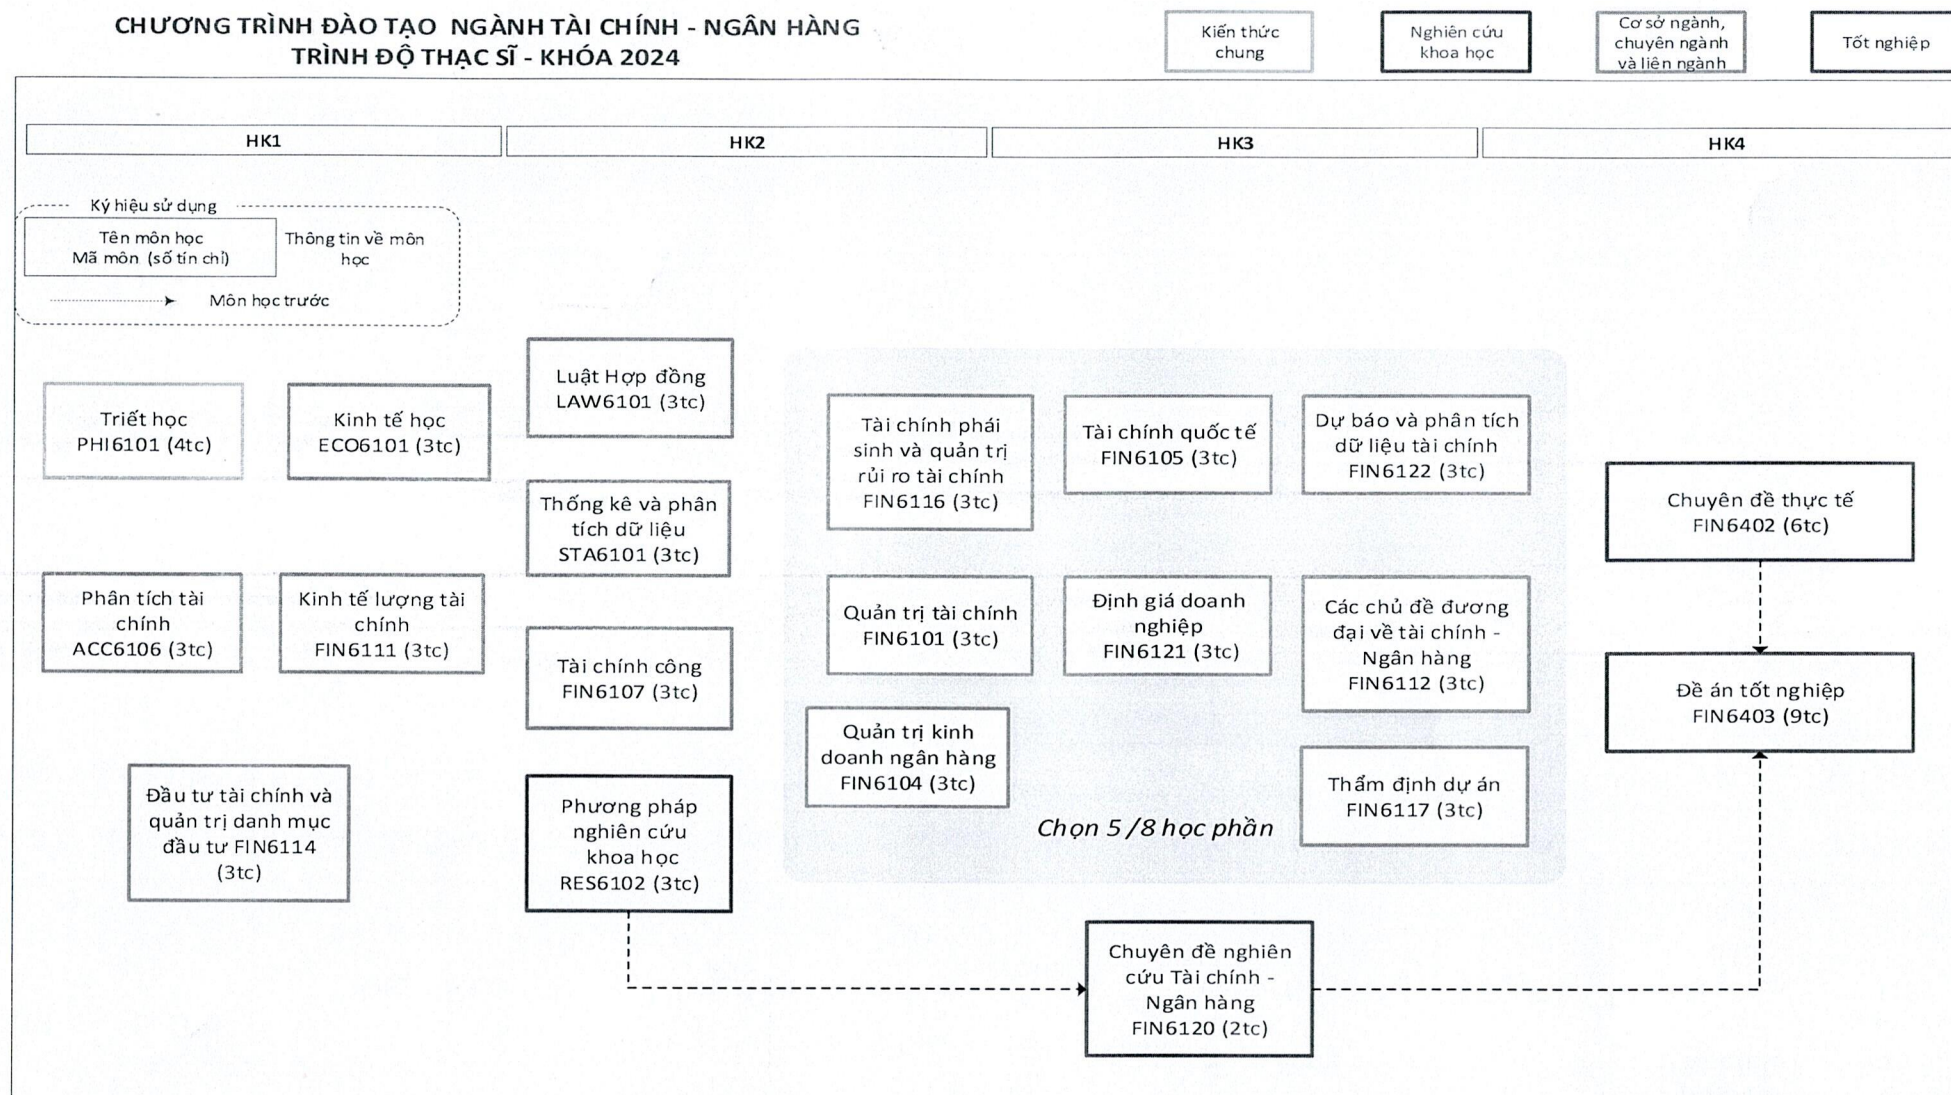 CHƯƠNG TRÌNH ĐÀO TẠO NGÀNH TÀI CHÍNH - NGÂN HÀNG
TRÌNH ĐỘ THẠC SĨ - KHÓA 2024
Kiến thức
chung
Nghiên cứu
khoa học
Cơ sở ngành,
chuyên ngành
và liên ngành
Tốt nghiệp
HK1
HK2
HK3
HK4
Ký hiệu sử dụng
Tên môn học
Mã môn (số tín chỉ)
Thông tin về môn
học
Môn học trước
Triết học
PHI6101 (4tc)
Kinh tế học
ECO6101 (3tc)
Phân tích tài
chính
ACC6106 (3tc)
Kinh tế lượng tài
chính
FIN6111 (3tc)
Đầu tư tài chính và
quản trị danh mục
đầu tư FIN6114
(3tc)
Luật Hợp đồng
LAW6101 (3tc)
Thống kê và phân
tích dữ liệu
STA6101 (3tc)
Tài chính công
FIN6107 (3tc)
Phương pháp
nghiên cứu
khoa học
RES6102 (3tc)
Tài chính phái
sinh và quản trị
rủi ro tài chính
FIN6116 (3tc)
Tài chính quốc tế
FIN6105 (3tc)
Dự báo và phân tích
dữ liệu tài chính
FIN6122 (3tc)
Quản trị tài chính
FIN6101 (3tc)
Định giá doanh
nghiệp
FIN6121 (3tc)
Các chủ đề đương
đại về tài chính -
Ngân hàng
FIN6112 (3tc)
Quản trị kinh
doanh ngân hàng
FIN6104 (3tc)
Thẩm định dự án
FIN6117 (3tc)
Chọn 5/8 học phần
Chuyên đề nghiên
cứu Tài chính -
Ngân hàng
FIN6120 (2tc)
Chuyên đề thực tế
FIN6402 (6tc)
Đề án tốt nghiệp
FIN6403 (9tc)